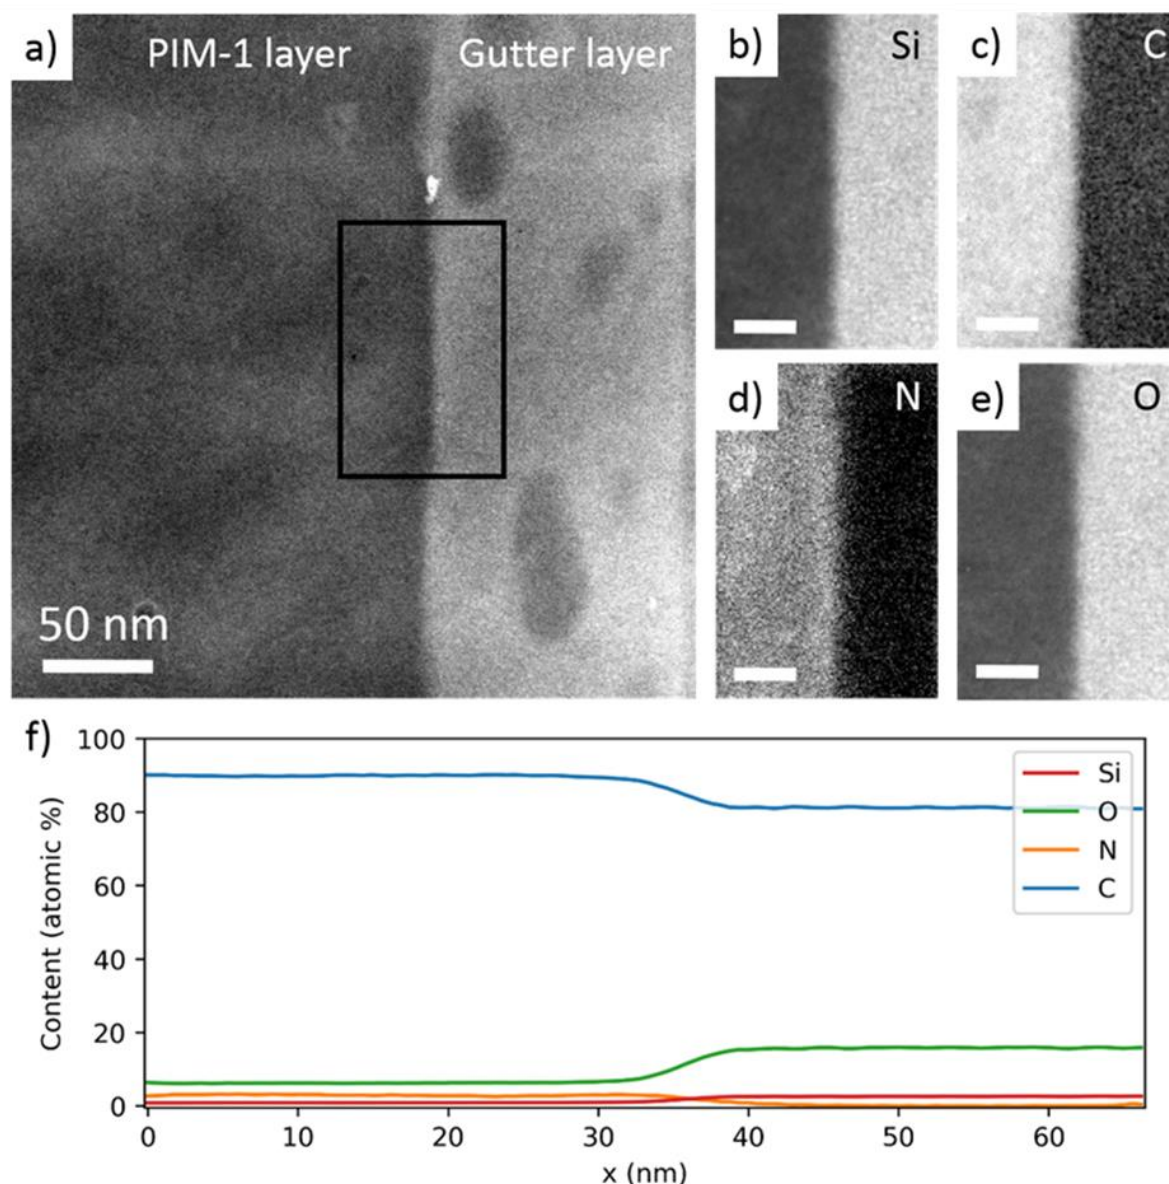 a)
PIM-1 layer
Gutter layer
50 nm
b)
Si
c)
C
d)
N
e)
O
f)
100
80
60
40
20
0
Content (atomic %)
Si
O
N
C
0 10 20 30 40 50 60
x (nm)